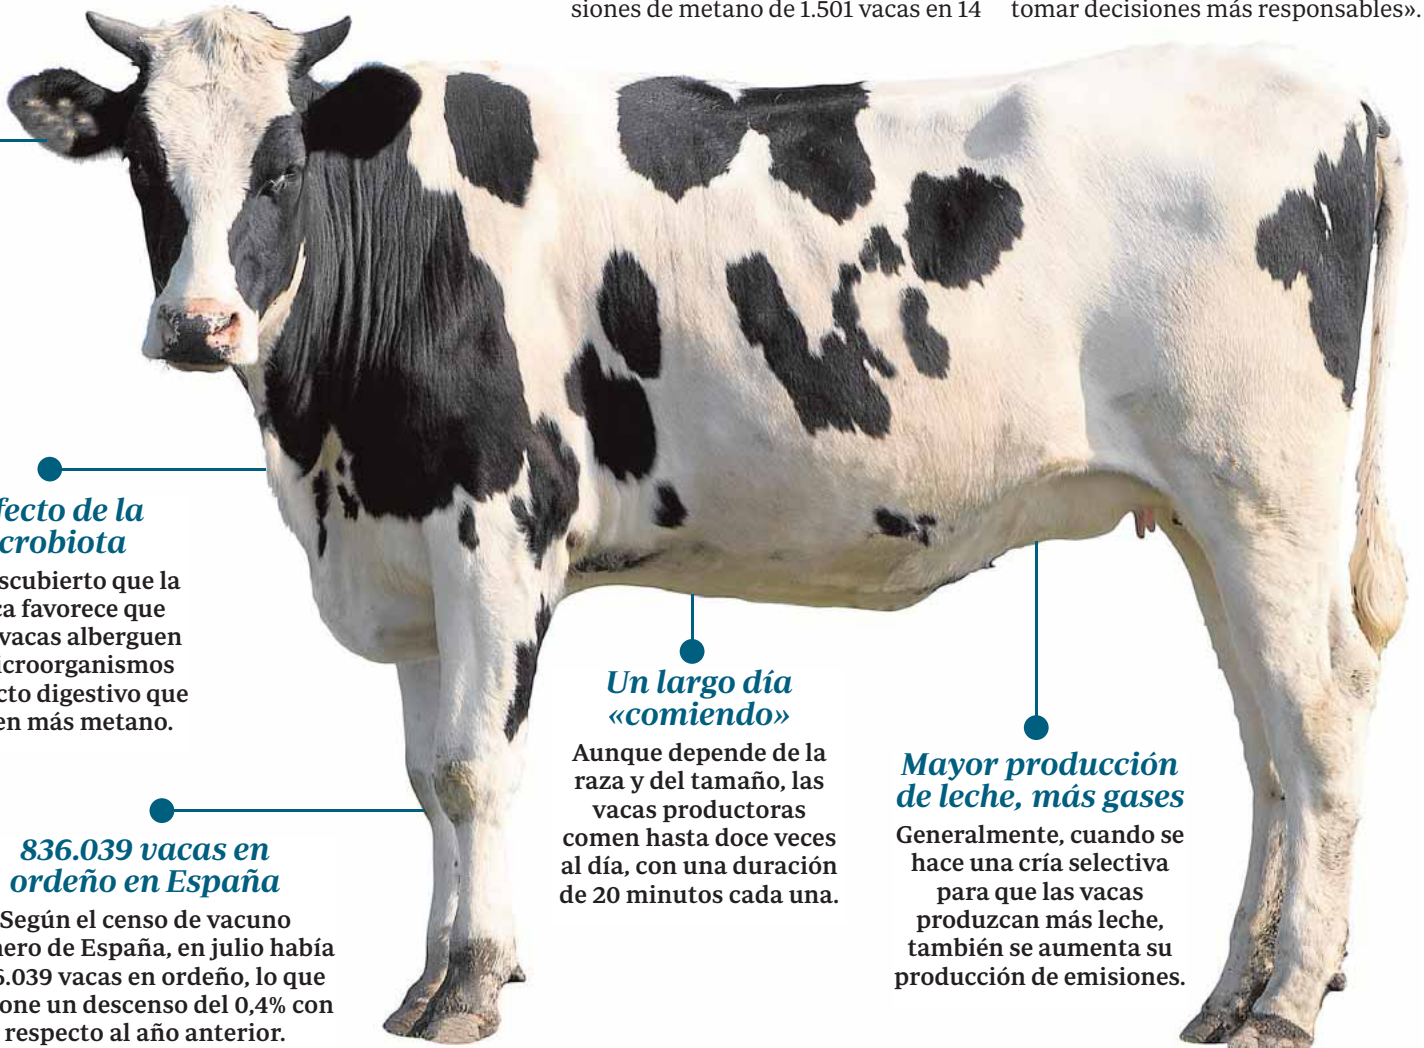 siones de metano de 1.501 vacas en 14
tomar decisiones más responsables».
fecto de la
crobiota
scubierto que la
ca favorece que
vacas alberguen
icroorganismos
cto digestivo que
en más metano.
836.039 vacas en
ordeño en España
Según el censo de vacuno
nero de España, en julio había
6.039 vacas en ordeño, lo que
one un descenso del 0,4% con
respecto al año anterior.
Un largo día
«comiendo»
Aunque depende de la
raza y del tamaño, las
vacas productoras
comen hasta doce veces
al día, con una duración
de 20 minutos cada una.
Mayor producción
de leche, más gases
Generalmente, cuando se
hace una cría selectiva
para que las vacas
produzcan más leche,
también se aumenta su
producción de emisiones.